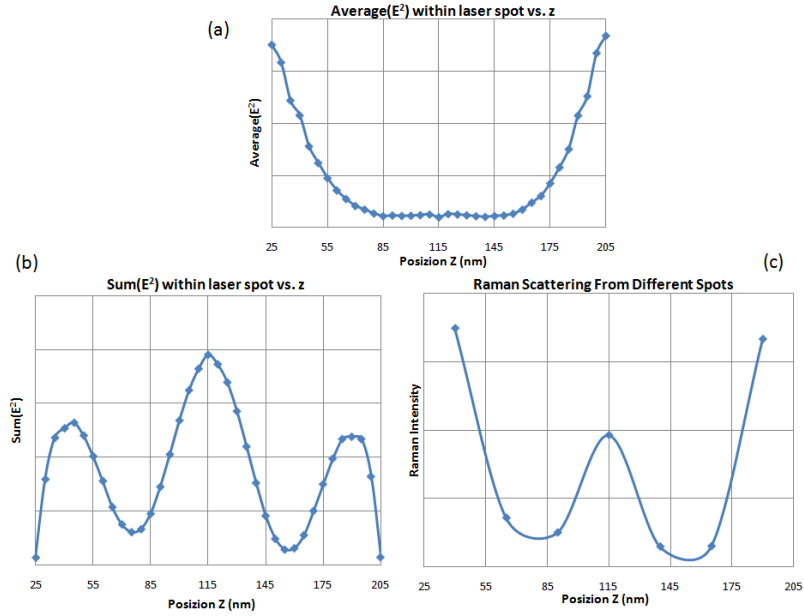 (a)
Average(E²) within laser spot vs. z
Average(E²)
25 55 85 115 145 175 205
Posizion Z (nm)
(b)
Sum(E²) within laser spot vs. z
Sum(E²)
25 55 85 115 145 175 205
Posizion Z (nm)
(c)
Raman Scattering From Different Spots
Raman Intensity
25 55 85 115 145 175 205
Posizion Z (nm)